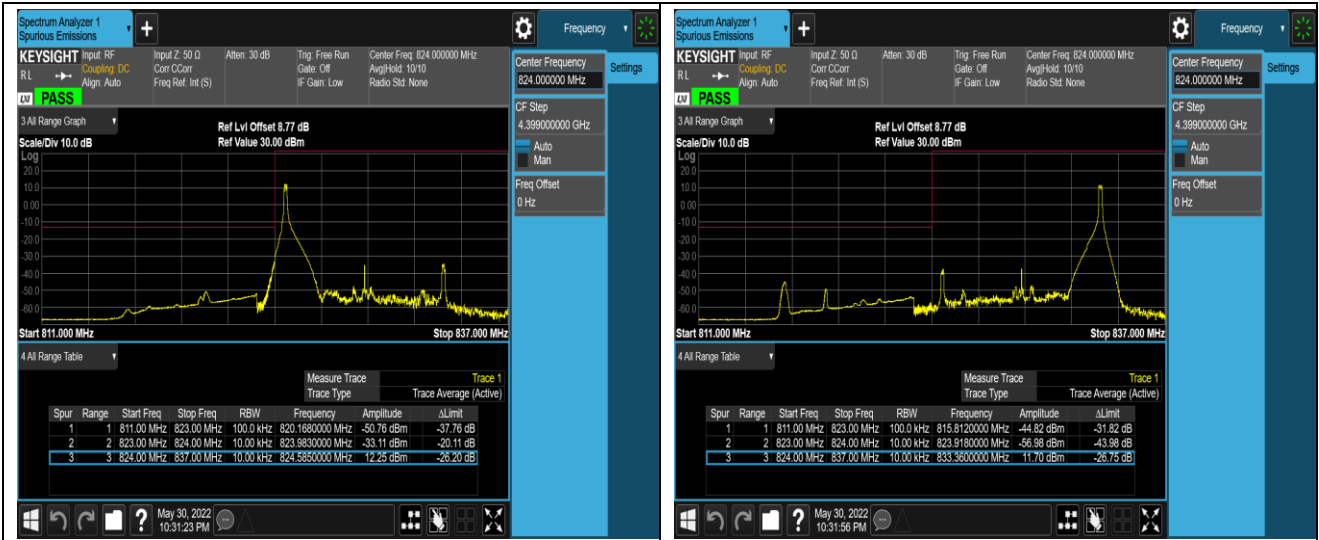 Spectrum Analyzer 1
Spurious Emissions
Frequency
KEYSIGHT Input: RF Input Z: 50 Ω Atten: 30 dB Trig: Free Run Center Freq: 824.000000 MHz
Coupling: DC Corr CCorr Gate: Off Avg|Hold: 10/10
RL Align: Auto Freq Ref: Int (S) IF Gain: Low Radio Std: None
LXI PASS
Center Frequency
824.000000 MHz
Settings
CF Step
4.399000000 GHz
Auto
Man
Freq Offset
0 Hz
3 All Range Graph
Ref Lvl Offset 8.77 dB
Scale/Div 10.0 dB Ref Value 30.00 dBm
Log
20.0
10.0
0.00
-10.0
-20.0
-30.0
-40.0
-50.0
-60.0
Start 811.000 MHz Stop 837.000 MHz
4 All Range Table
Measure Trace Trace 1
Trace Type Trace Average (Active)
Spur Range Start Freq Stop Freq RBW Frequency Amplitude ΔLimit
1 1 811.00 MHz 823.00 MHz 100.0 kHz 820.1680000 MHz -50.76 dBm -37.76 dB
2 2 823.00 MHz 824.00 MHz 10.00 kHz 823.9830000 MHz -33.11 dBm -20.11 dB
3 3 824.00 MHz 837.00 MHz 10.00 kHz 824.5850000 MHz 12.25 dBm -26.20 dB
? May 30, 2022
10:31:23 PM
Spectrum Analyzer 1
Spurious Emissions
Frequency
KEYSIGHT Input: RF Input Z: 50 Ω Atten: 30 dB Trig: Free Run Center Freq: 824.000000 MHz
Coupling: DC Corr CCorr Gate: Off Avg|Hold: 10/10
RL Align: Auto Freq Ref: Int (S) IF Gain: Low Radio Std: None
LXI PASS
Center Frequency
824.000000 MHz
Settings
CF Step
4.399000000 GHz
Auto
Man
Freq Offset
0 Hz
3 All Range Graph
Ref Lvl Offset 8.77 dB
Scale/Div 10.0 dB Ref Value 30.00 dBm
Log
20.0
10.0
0.00
-10.0
-20.0
-30.0
-40.0
-50.0
-60.0
Start 811.000 MHz Stop 837.000 MHz
4 All Range Table
Measure Trace Trace 1
Trace Type Trace Average (Active)
Spur Range Start Freq Stop Freq RBW Frequency Amplitude ΔLimit
1 1 811.00 MHz 823.00 MHz 100.0 kHz 815.8120000 MHz -44.82 dBm -31.82 dB
2 2 823.00 MHz 824.00 MHz 10.00 kHz 823.9180000 MHz -56.98 dBm -43.98 dB
3 3 824.00 MHz 837.00 MHz 10.00 kHz 833.3600000 MHz 11.70 dBm -26.75 dB
? May 30, 2022
10:31:56 PM